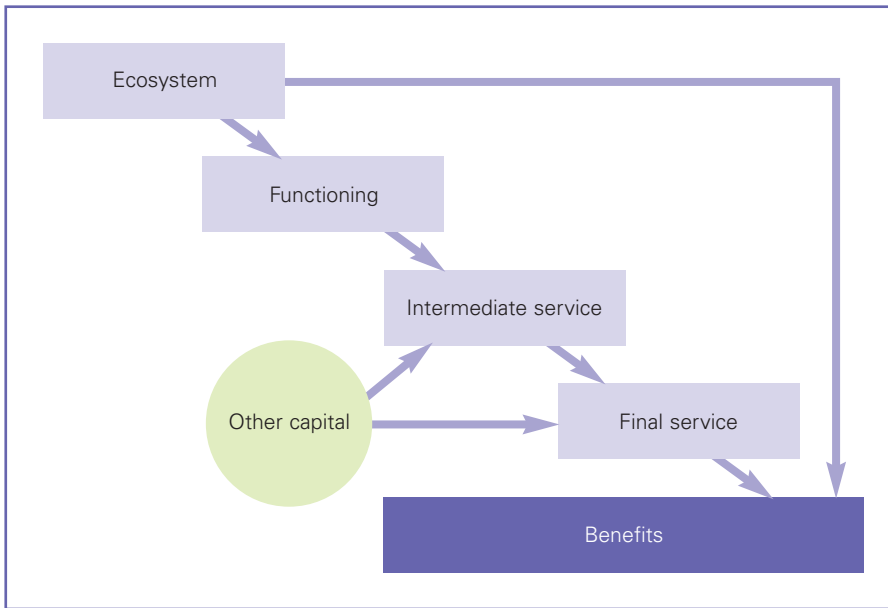 Ecosystem
Functioning
Intermediate service
Other capital
Final service
Benefits